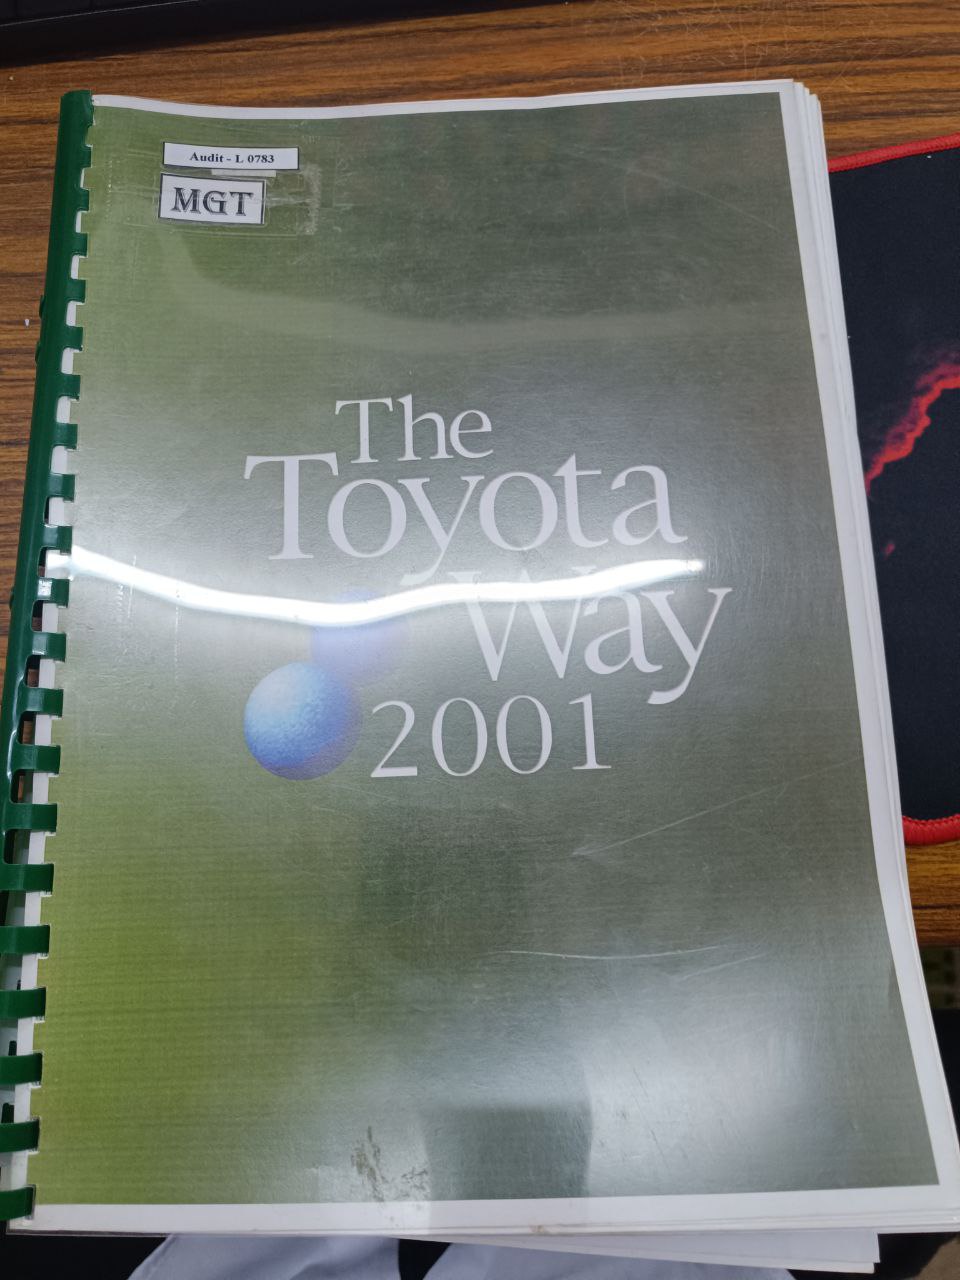 Audit - L 0783
MGT
The
Toyota
Way
2001